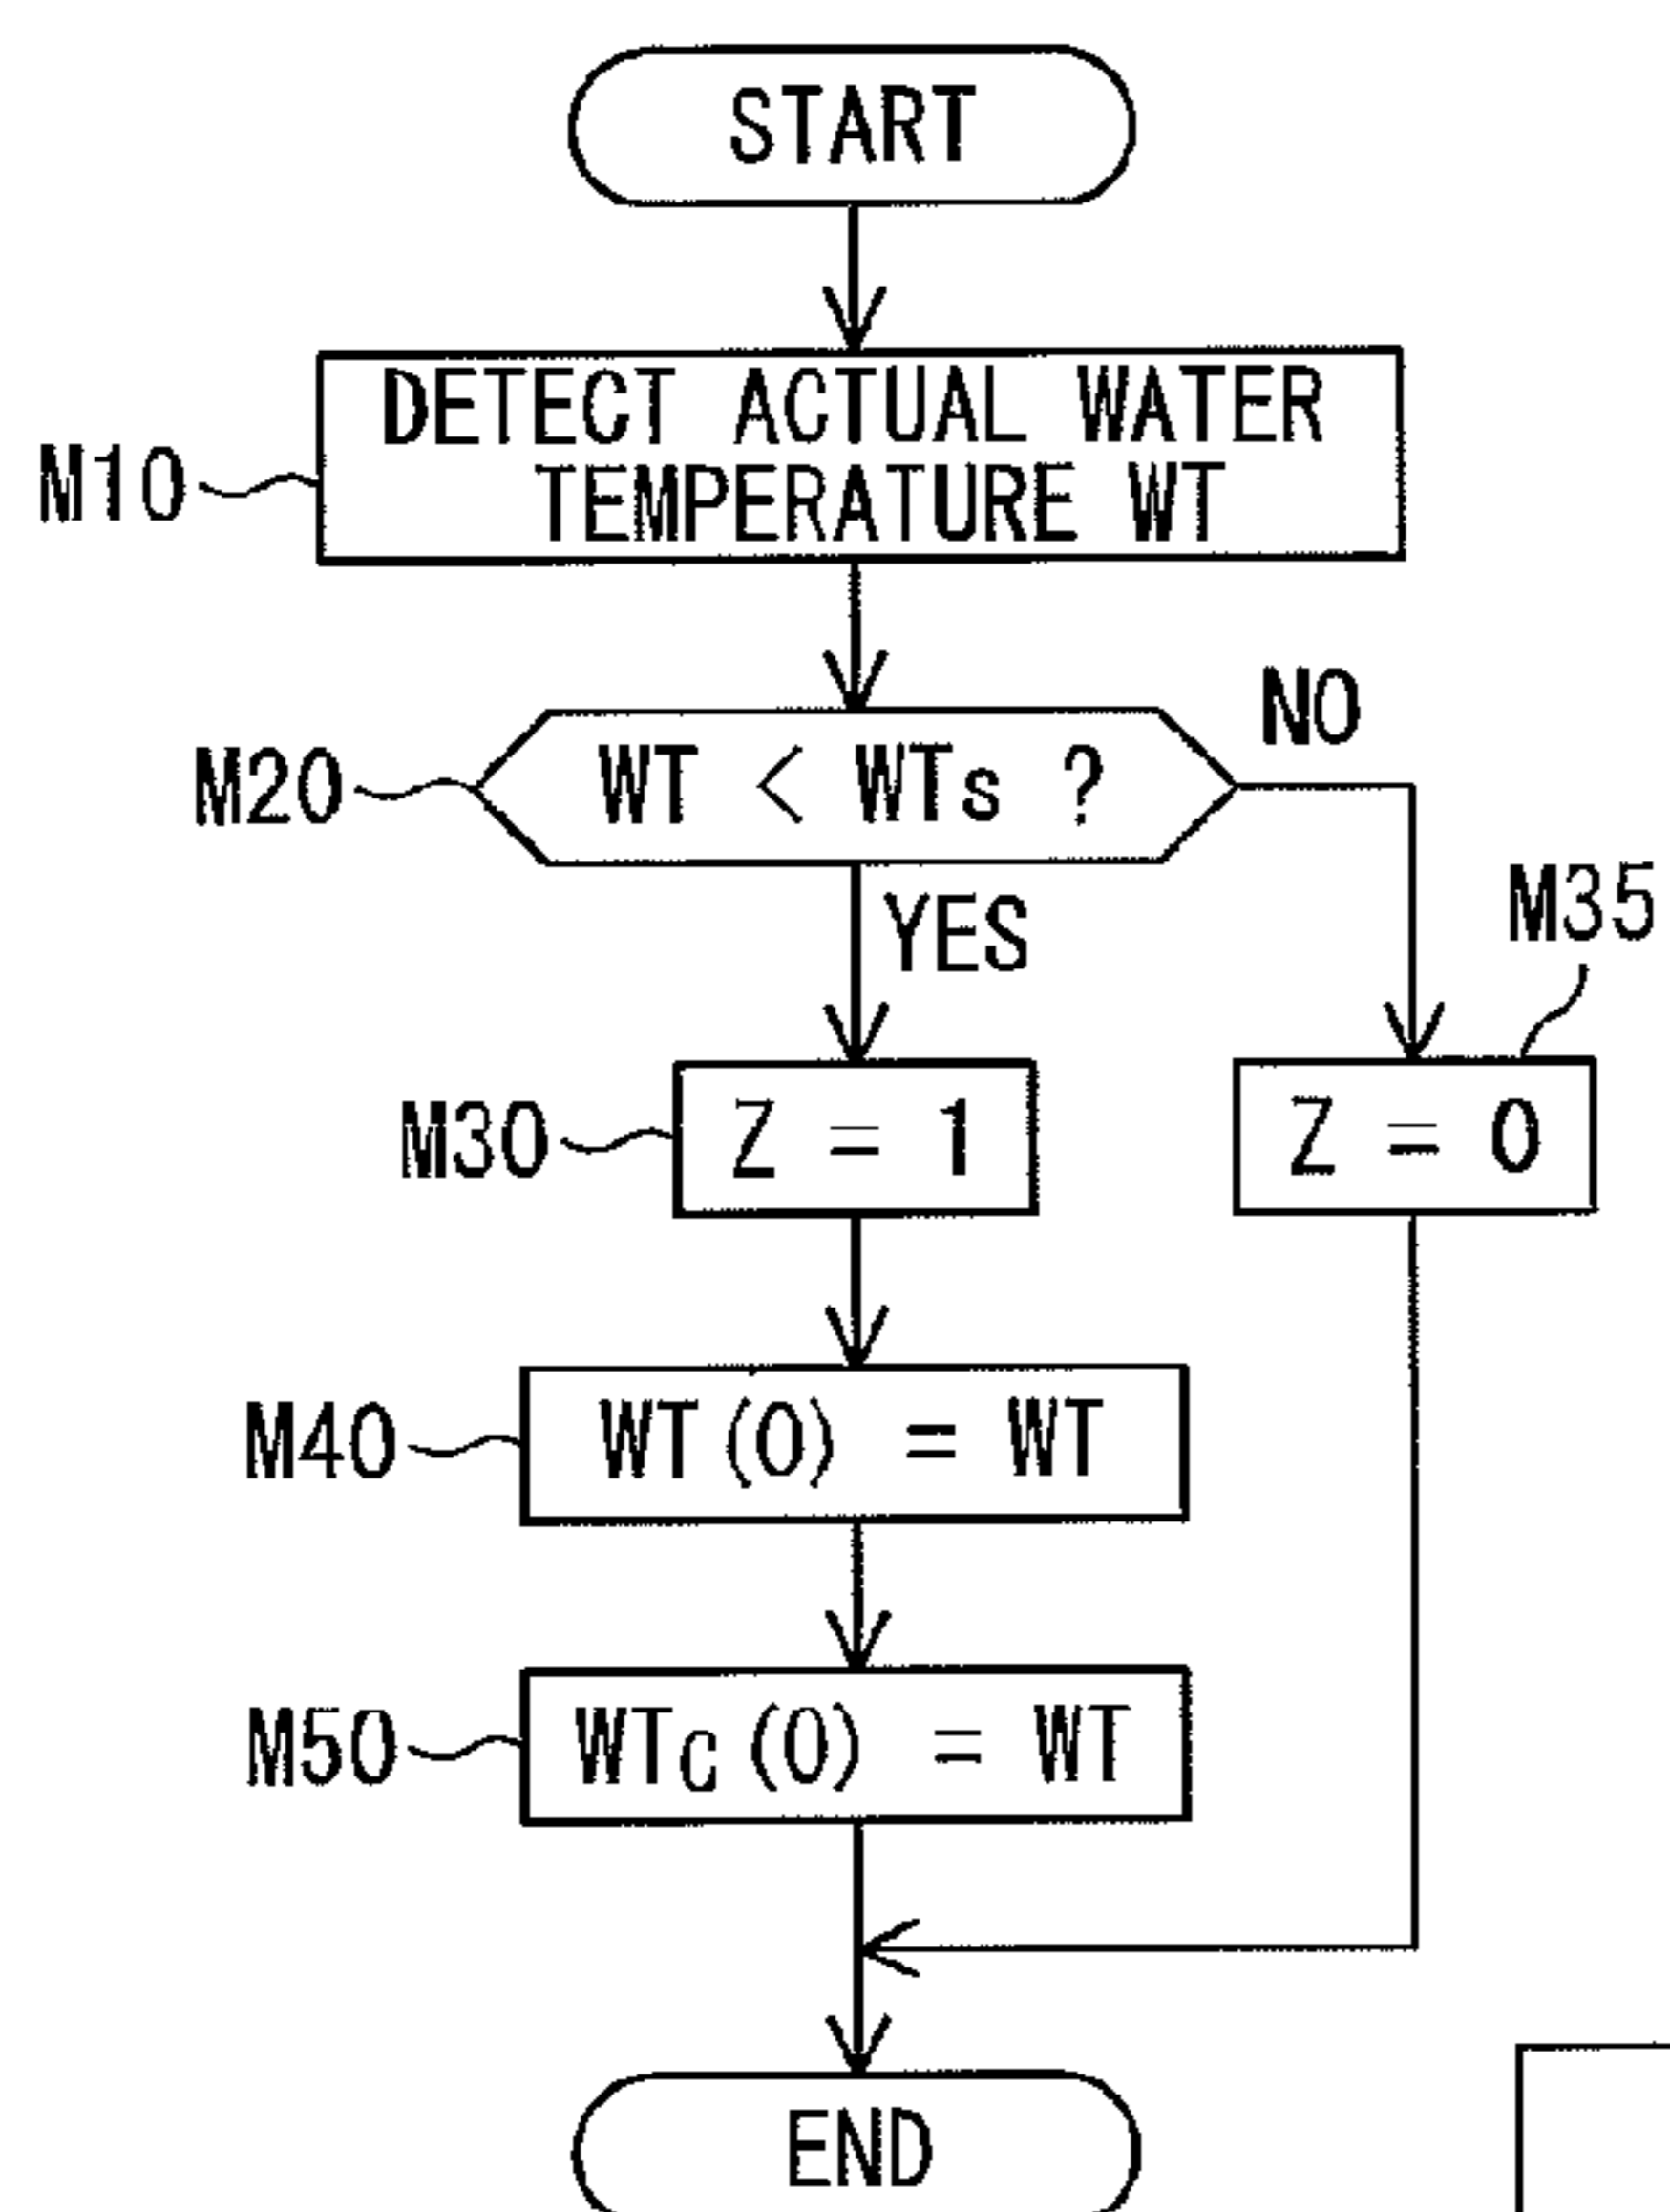 START
M10
DETECT ACTUAL WATER
TEMPERATURE WT
M20
WT < WTs ?
NO
YES
M35
M30
Z = 1
Z = 0
M40
WT(0) = WT
M50
WTc(0) = WT
END